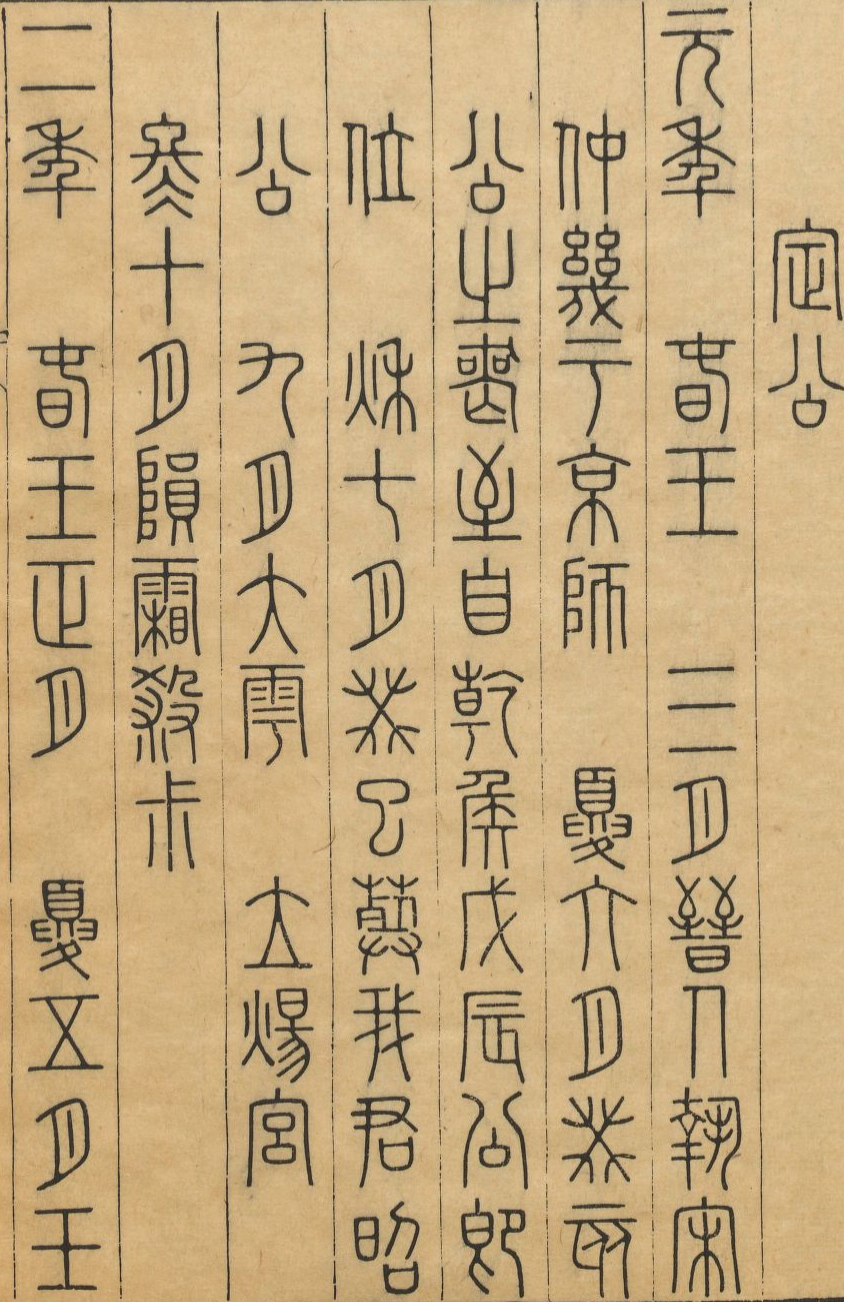 定公
元年　春王　三月晉人執宋
仲幾于京師　夏六月癸亥
公之喪至自乾侯戊辰公即
位　秋七月癸巳葬我君昭
公　九月大雩　立煬宮
冬十月隕霜殺尗
二年　春王正月　夏五月壬